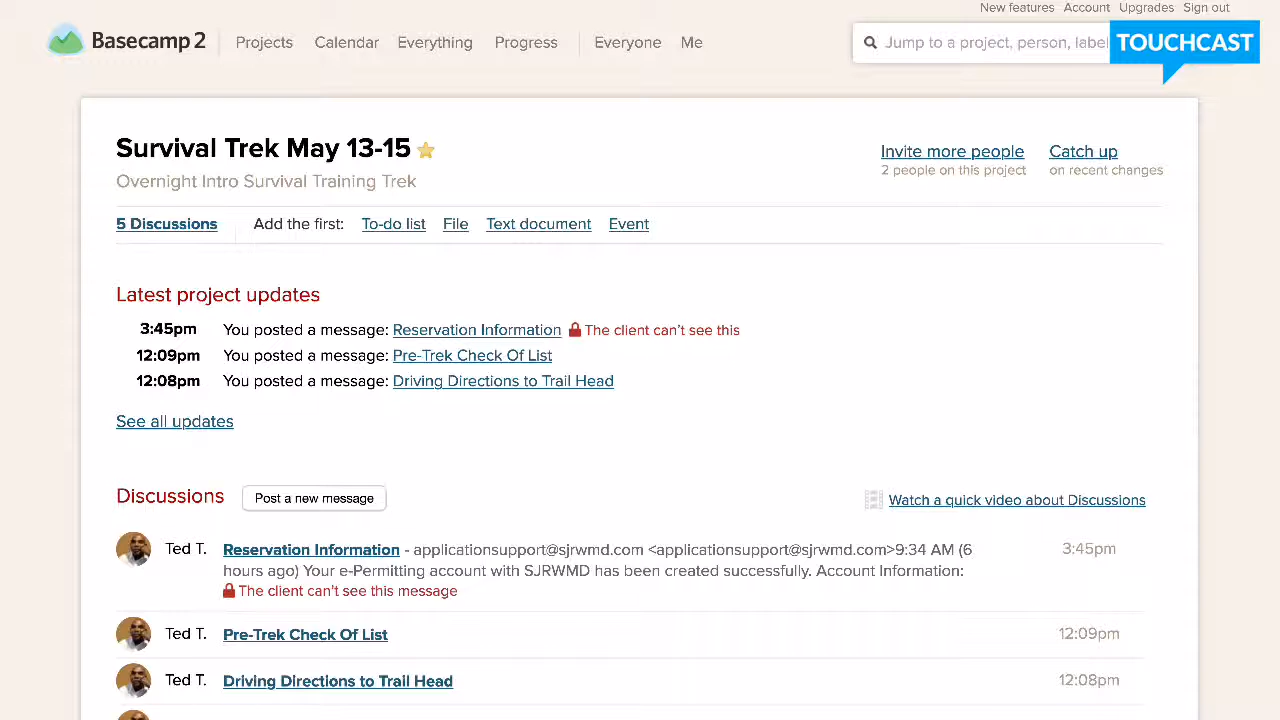 New features Account Upgrades Sign out
Basecamp 2 Projects Calendar Everything Progress Everyone Me
Jump to a project, person, label
TOUCHCAST
Survival Trek May 13-15
Overnight Intro Survival Training Trek
Invite more people Catch up
2 people on this project on recent changes
5 Discussions Add the first: To-do list File Text document Event
Latest project updates
3:45pm You posted a message: Reservation Information The client can't see this
12:09pm You posted a message: Pre-Trek Check Of List
12:08pm You posted a message: Driving Directions to Trail Head
See all updates
Discussions Post a new message Watch a quick video about Discussions
Ted T. Reservation Information - applicationsupport@sjrwmd.com <applicationsupport@sjrwmd.com>9:34 AM (6 3:45pm
hours ago) Your e-Permitting account with SJRWMD has been created successfully. Account Information:
The client can't see this message
Ted T. Pre-Trek Check Of List 12:09pm
Ted T. Driving Directions to Trail Head 12:08pm